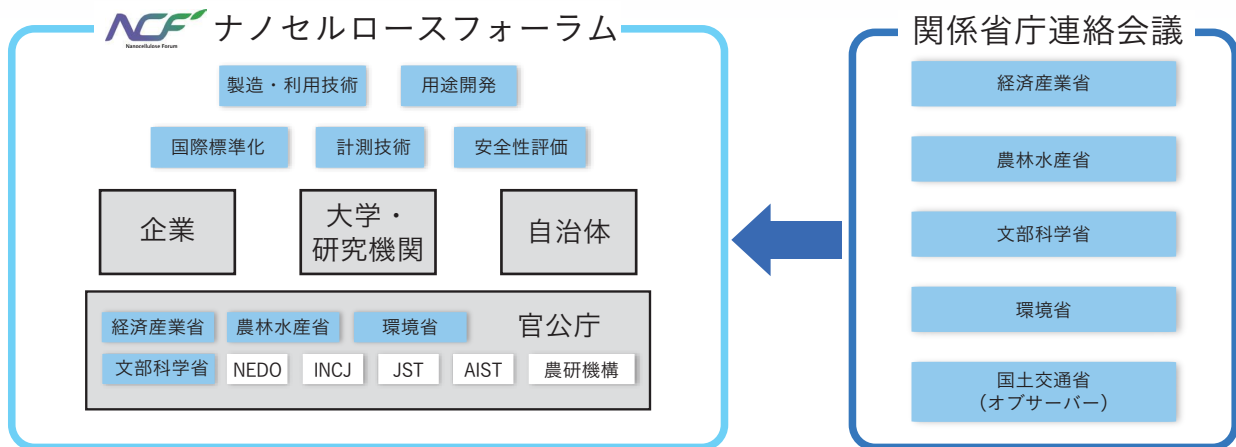 NCF
Nanocellulose Forum
ナノセルロースフォーラム
製造・利用技術
用途開発
国際標準化
計測技術
安全性評価
企業
大学・
研究機関
自治体
経済産業省
農林水産省
環境省
官公庁
文部科学省
NEDO
INCJ
JST
AIST
農研機構
関係省庁連絡会議
経済産業省
農林水産省
文部科学省
環境省
国土交通省
(オブサーバー)